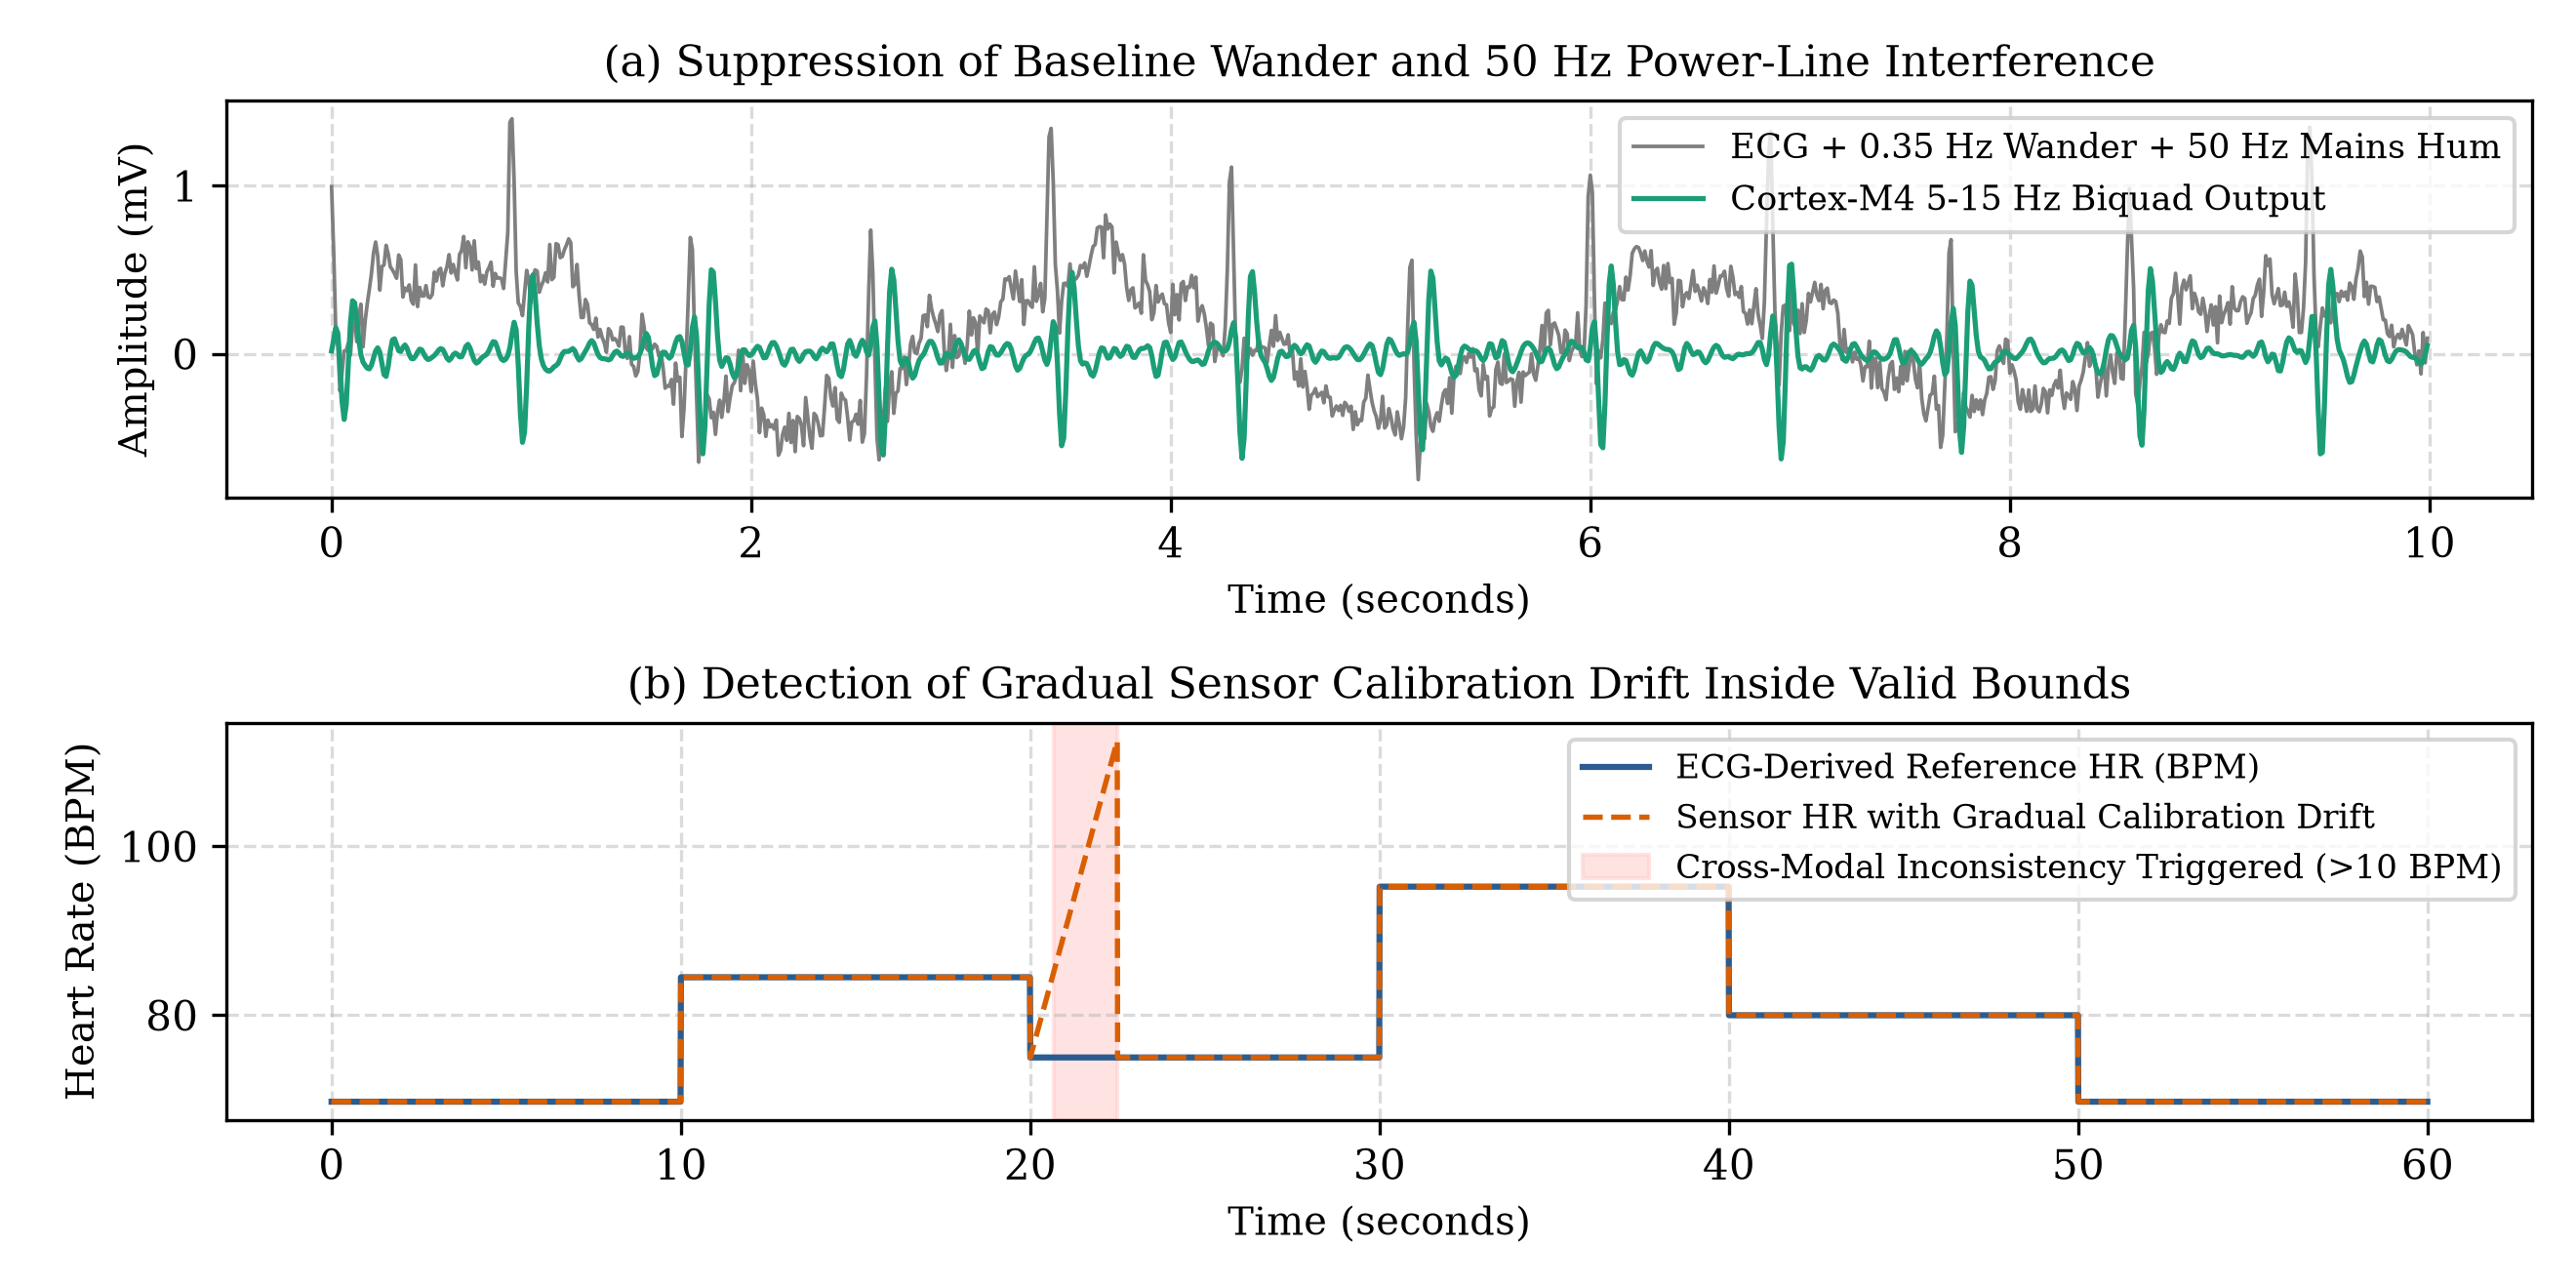 (a) Suppression of Baseline Wander and 50 Hz Power-Line Interference
ECG + 0.35 Hz Wander + 50 Hz Mains Hum
Cortex-M4 5-15 Hz Biquad Output
Amplitude (mV)
1
0
0 2 4 6 8 10
Time (seconds)
(b) Detection of Gradual Sensor Calibration Drift Inside Valid Bounds
ECG-Derived Reference HR (BPM)
Sensor HR with Gradual Calibration Drift
Cross-Modal Inconsistency Triggered (>10 BPM)
Heart Rate (BPM)
100
80
0 10 20 30 40 50 60
Time (seconds)